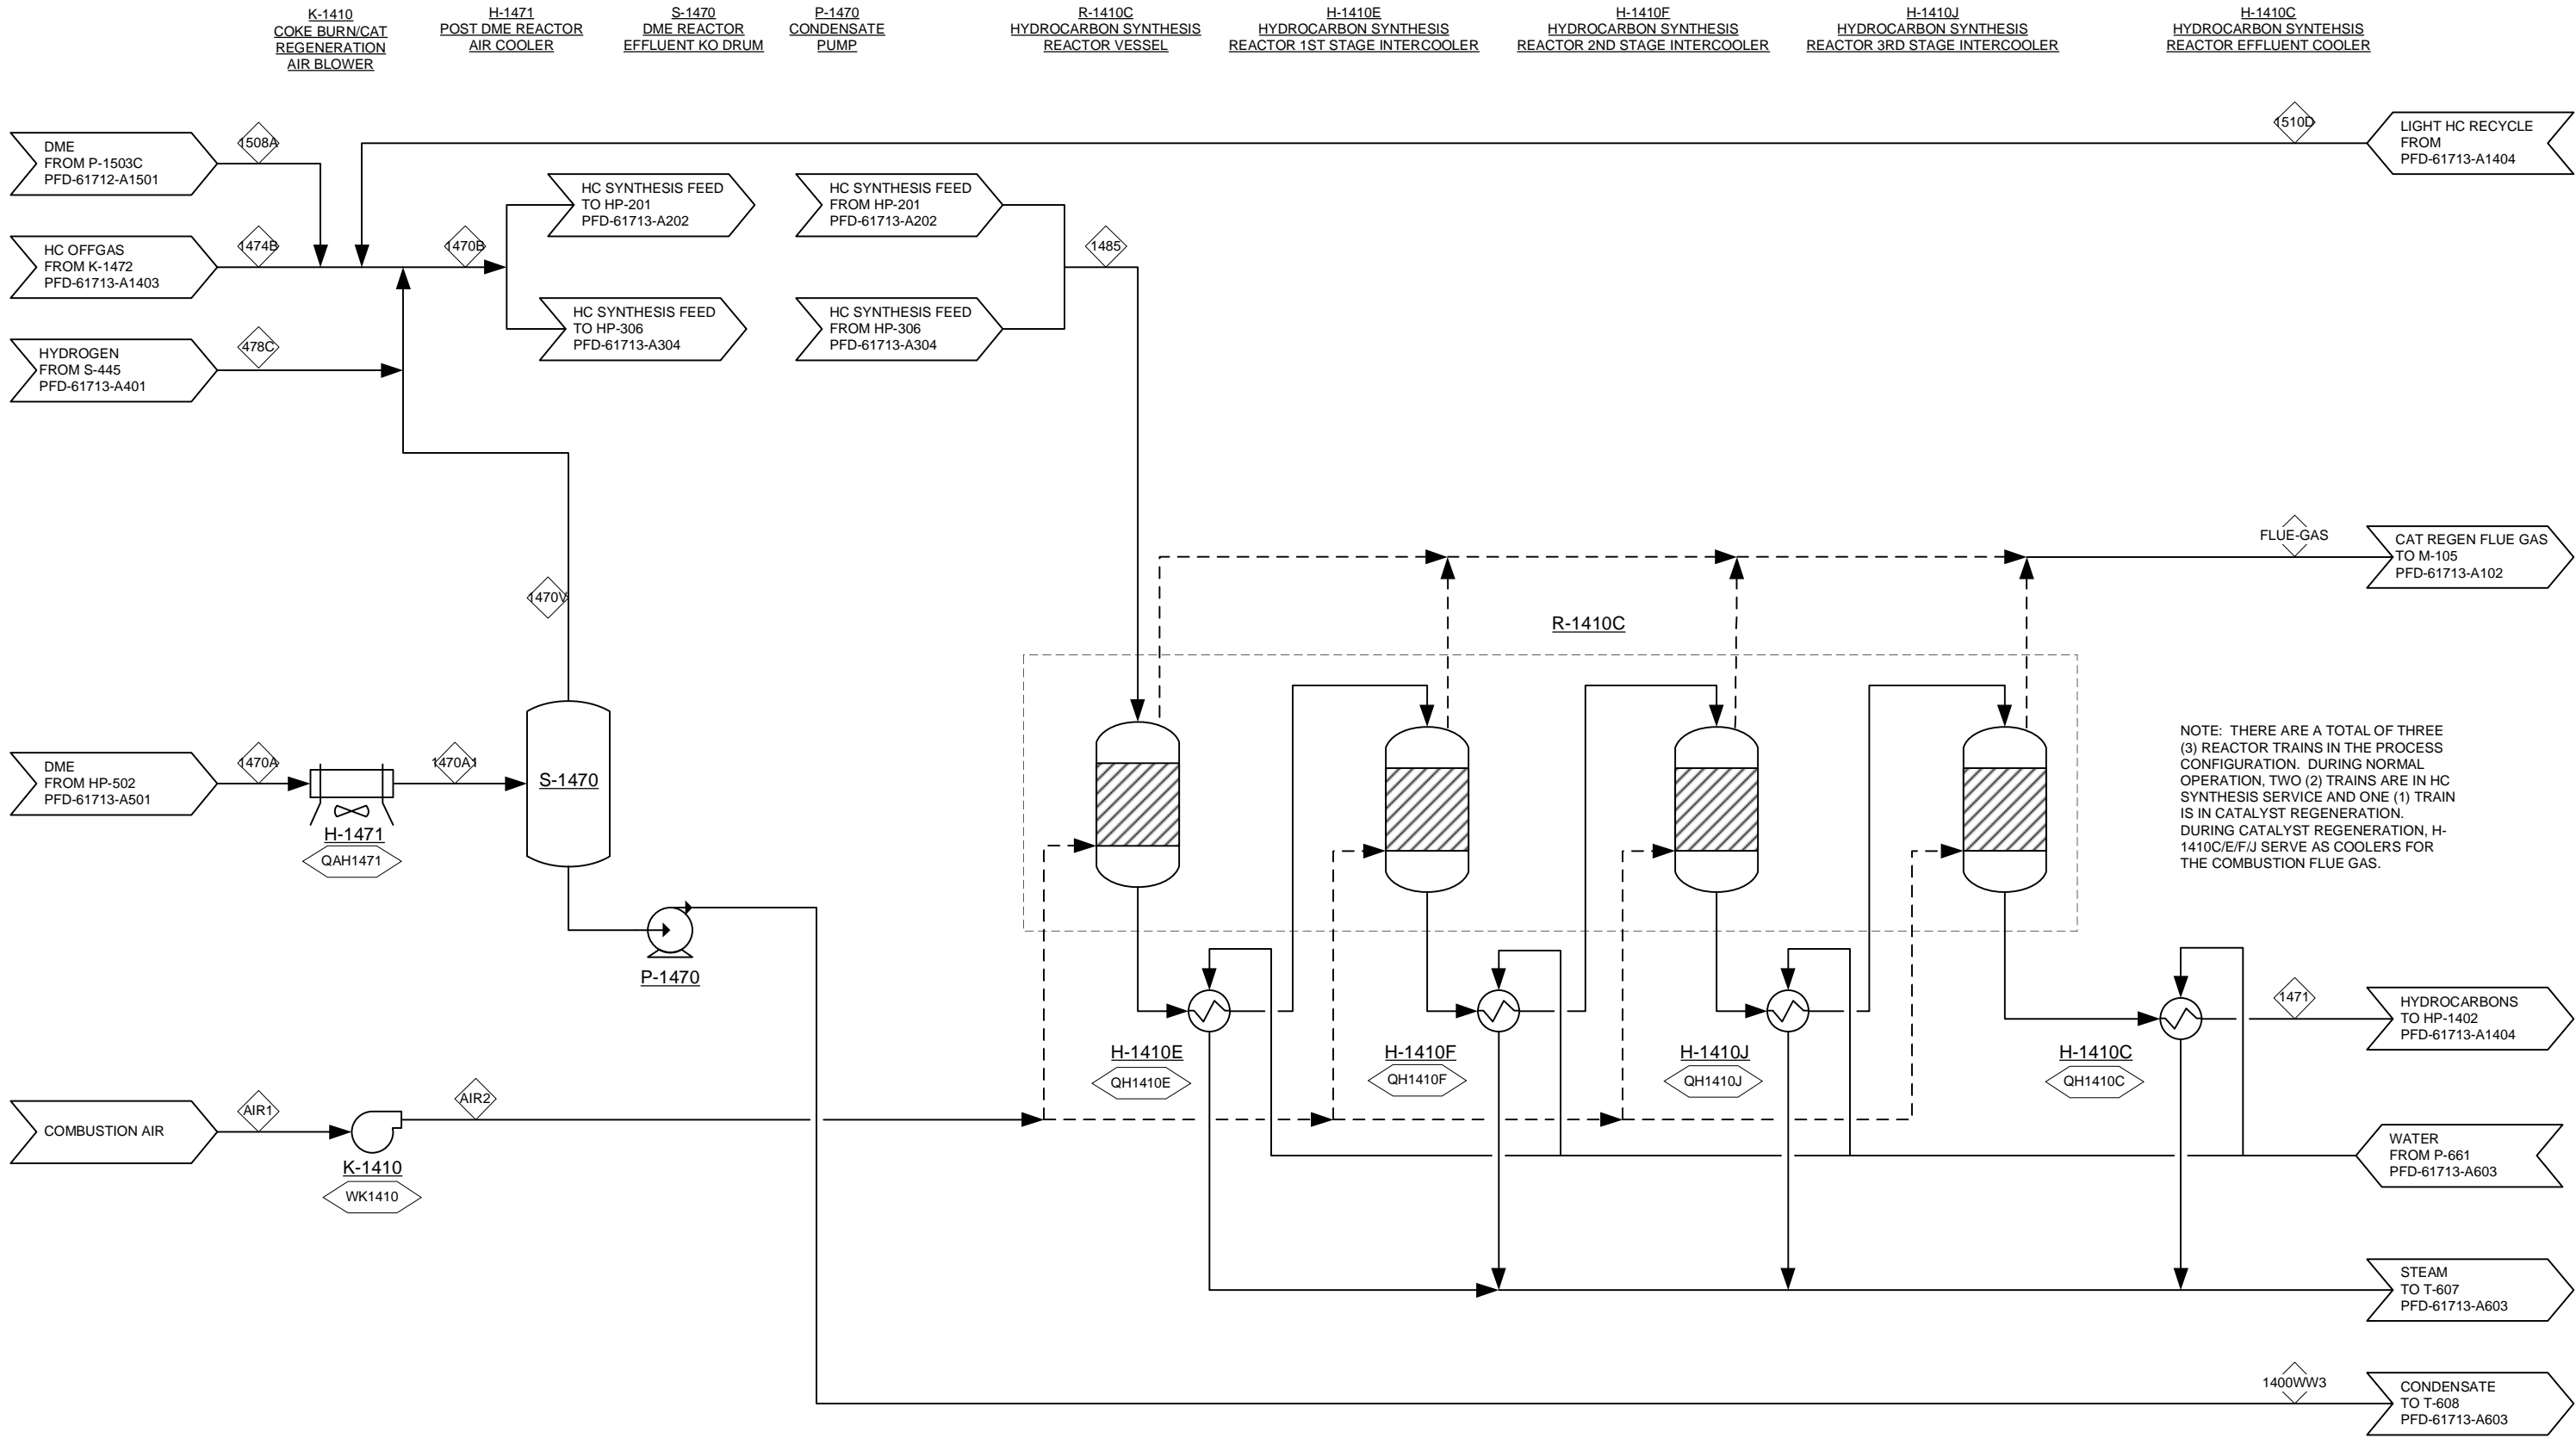 K-1410
COKE BURN/CAT
REGENERATION
AIR BLOWER
H-1471
POST DME REACTOR
AIR COOLER
S-1470
DME REACTOR
EFFLUENT KO DRUM
P-1470
CONDENSATE
PUMP
R-1410C
HYDROCARBON SYNTHESIS
REACTOR VESSEL
H-1410E
HYDROCARBON SYNTHESIS
REACTOR 1ST STAGE INTERCOOLER
H-1410F
HYDROCARBON SYNTHESIS
REACTOR 2ND STAGE INTERCOOLER
H-1410J
HYDROCARBON SYNTHESIS
REACTOR 3RD STAGE INTERCOOLER
H-1410C
HYDROCARBON SYNTEHSIS
REACTOR EFFLUENT COOLER
DME
FROM P-1503C
PFD-61712-A1501
1508A
1510D
LIGHT HC RECYCLE
FROM
PFD-61713-A1404
HC OFFGAS
FROM K-1472
PFD-61713-A1403
1474B
1470B
HC SYNTHESIS FEED
TO HP-201
PFD-61713-A202
HC SYNTHESIS FEED
FROM HP-201
PFD-61713-A202
1485
HC SYNTHESIS FEED
TO HP-306
PFD-61713-A304
HC SYNTHESIS FEED
FROM HP-306
PFD-61713-A304
HYDROGEN
FROM S-445
PFD-61713-A401
478C
1470V
FLUE-GAS
CAT REGEN FLUE GAS
TO M-105
PFD-61713-A102
R-1410C
DME
FROM HP-502
PFD-61713-A501
1470A
H-1471
QAH1471
1470A1
S-1470
P-1470
NOTE: THERE ARE A TOTAL OF THREE
(3) REACTOR TRAINS IN THE PROCESS
CONFIGURATION. DURING NORMAL
OPERATION, TWO (2) TRAINS ARE IN HC
SYNTHESIS SERVICE AND ONE (1) TRAIN
IS IN CATALYST REGENERATION.
DURING CATALYST REGENERATION, H-
1410C/E/F/J SERVE AS COOLERS FOR
THE COMBUSTION FLUE GAS.
H-1410E
QH1410E
H-1410F
QH1410F
H-1410J
QH1410J
H-1410C
QH1410C
1471
HYDROCARBONS
TO HP-1402
PFD-61713-A1404
COMBUSTION AIR
AIR1
K-1410
WK1410
AIR2
WATER
FROM P-661
PFD-61713-A603
STEAM
TO T-607
PFD-61713-A603
1400WW3
CONDENSATE
TO T-608
PFD-61713-A603